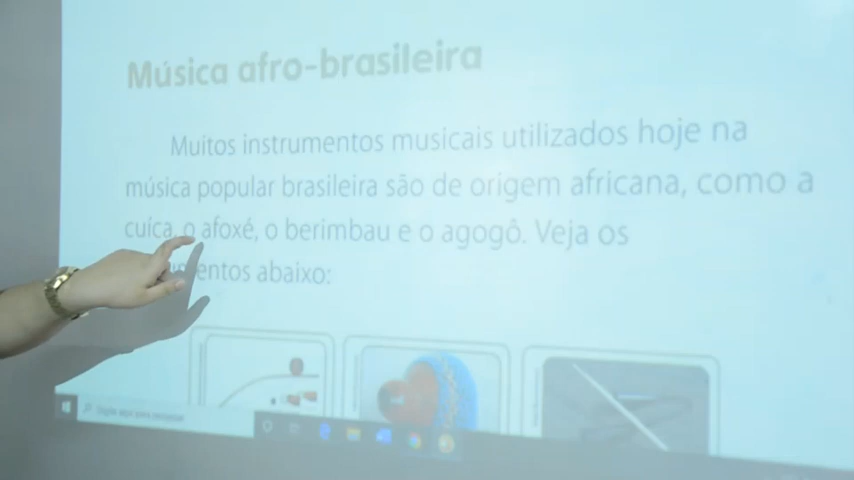 Música afro-brasileira
Muitos instrumentos musicais utilizados hoje na
música popular brasileira são de origem africana, como a
cuíca, o afoxé, o berimbau e o agogô. Veja os
abaixo: